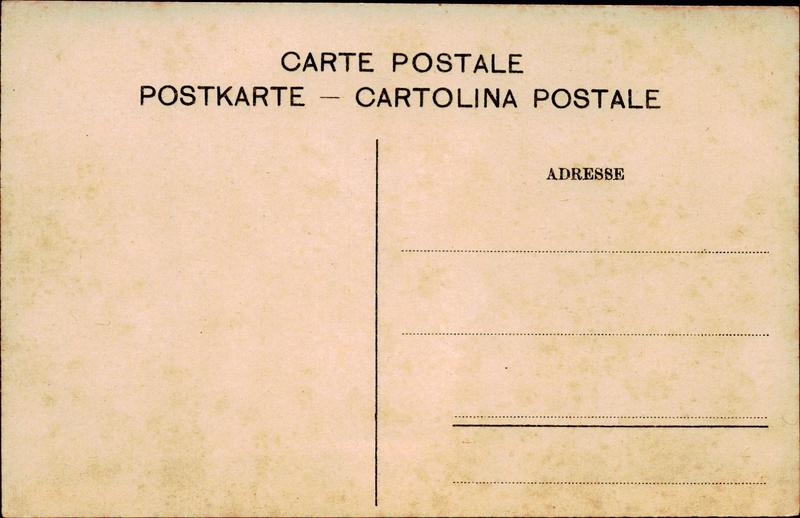 CARTE POSTALE
POSTKARTE — CARTOLINA POSTALE
ADRESSE